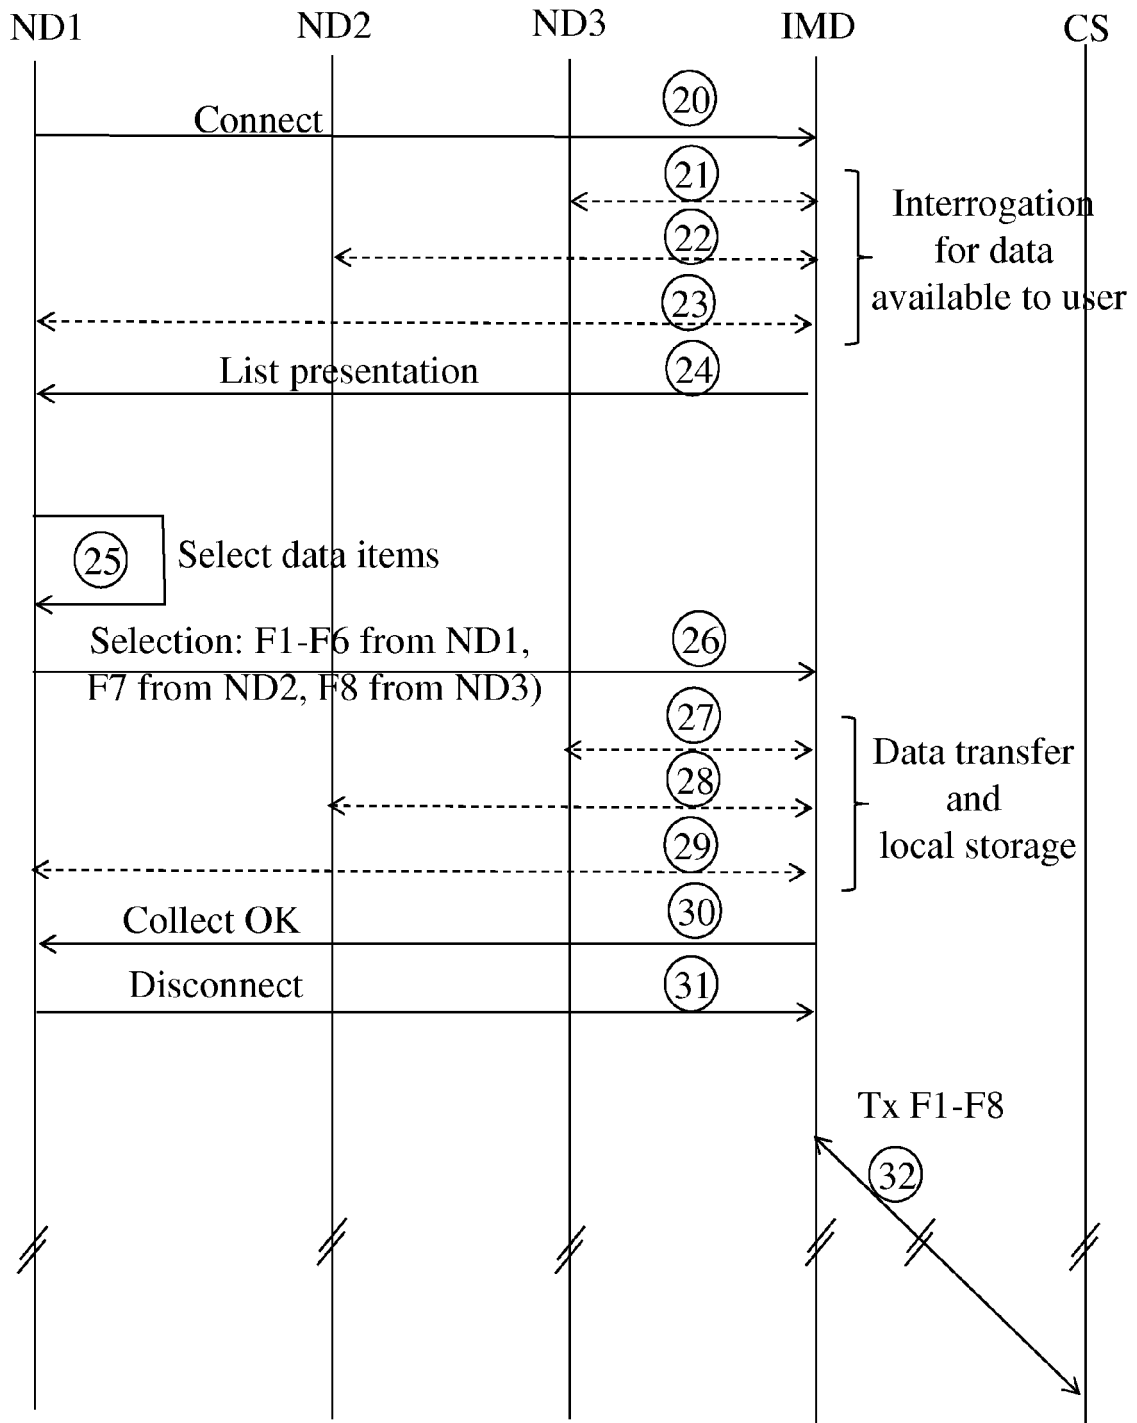 ND1 ND2 ND3 IMD CS
20
Connect
21
Interrogation
for data
available to user
22
23
List presentation
24
25
Select data items
Selection: F1-F6 from ND1,
F7 from ND2, F8 from ND3)
26
27
Data transfer
and
local storage
28
29
Collect OK
30
Disconnect
31
Tx F1-F8
32